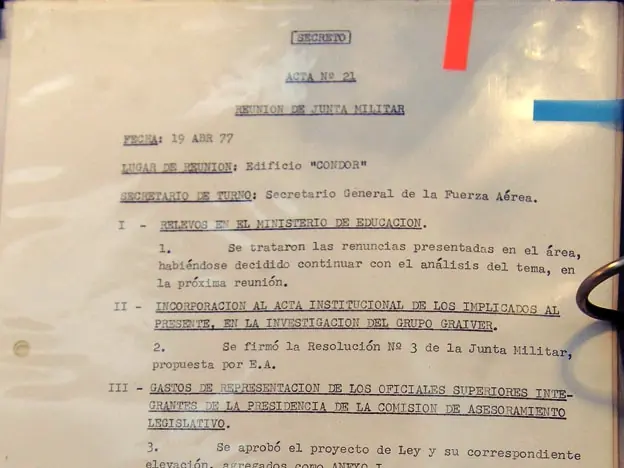 SECRETO
ACTA Nº 21
REUNION DE JUNTA MILITAR
FECHA: 19 ABR 77
LUGAR DE REUNION: Edificio "CONDOR"
SECRETARIO DE TURNO: Secretario General de la Fuerza Aérea.
I - RELEVOS EN EL MINISTERIO DE EDUCACION.
1. Se trataron las renuncias presentadas en el área,
habiéndose decidido continuar con el análisis del tema, en
la próxima reunión.
II - INCORPORACION AL ACTA INSTITUCIONAL DE LOS IMPLICADOS AL
PRESENTE, EN LA INVESTIGACION DEL GRUPO GRAIVER.
2. Se firmó la Resolución Nº 3 de la Junta Militar,
propuesta por E.A.
III - GASTOS DE REPRESENTACION DE LOS OFICIALES SUPERIORES INTE-
GRANTES DE LA PRESIDENCIA DE LA COMISION DE ASESORAMIENTO
LEGISLATIVO.
3. Se aprobó el proyecto de Ley y su correspondiente
elevación, agregados como ANEXO I